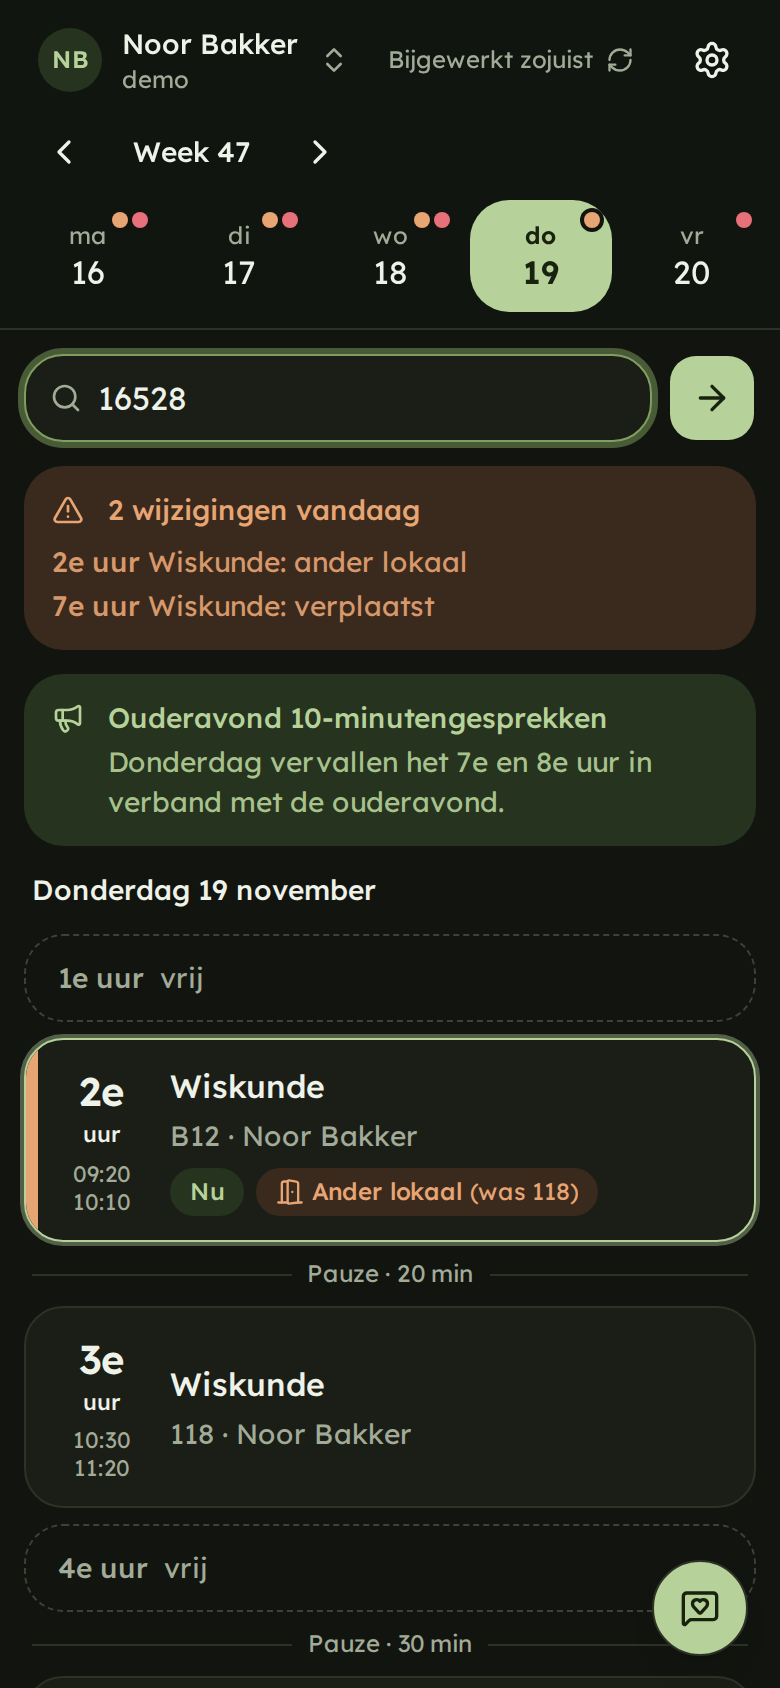 NB
Noor Bakker
demo
Bijgewerkt zojuist
Week 47
ma di wo do vr
16 17 18 19 20
16528
2 wijzigingen vandaag
2e uur Wiskunde: ander lokaal
7e uur Wiskunde: verplaatst
Ouderavond 10-minutengesprekken
Donderdag vervallen het 7e en 8e uur in
verband met de ouderavond.
Donderdag 19 november
1e uur vrij
2e
uur
09:20
10:10
Wiskunde
B12 · Noor Bakker
Nu
Ander lokaal (was 118)
Pauze · 20 min
3e
uur
10:30
11:20
Wiskunde
118 · Noor Bakker
4e uur vrij
Pauze · 30 min